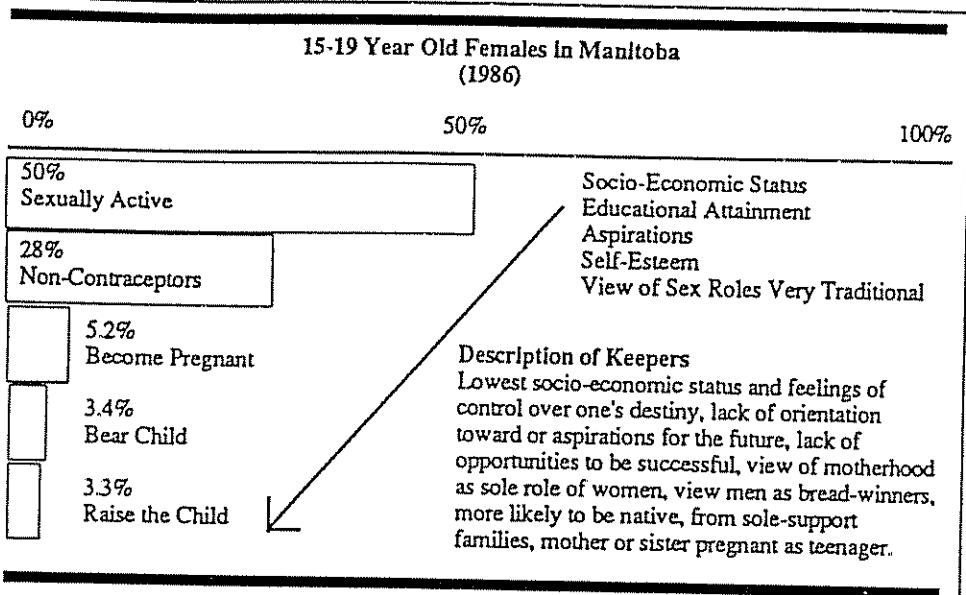 15-19 Year Old Females in Manitoba
(1986)
0% 50% 100%
50%
Sexually Active
28%
Non-Contraceptors
5.2%
Become Pregnant
3.4%
Bear Child
3.3%
Raise the Child
Socio-Economic Status
Educational Attainment
Aspirations
Self-Esteem
View of Sex Roles Very Traditional
Description of Keepers
Lowest socio-economic status and feelings of
control over one's destiny, lack of orientation
toward or aspirations for the future, lack of
opportunities to be successful, view of motherhood
as sole role of women, view men as bread-winners,
more likely to be native, from sole-support
families, mother or sister pregnant as teenager.